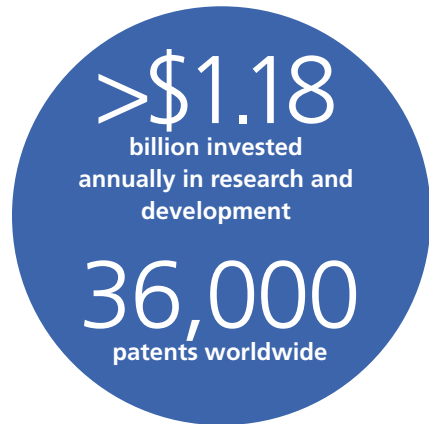 >$1.18
billion invested
annually in research and
development
36,000
patents worldwide